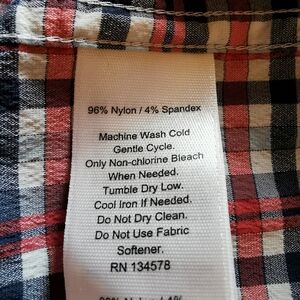 96% Nylon / 4% Spandex
Machine Wash Cold
Gentle Cycle.
Only Non-chlorine Bleach
When Needed.
Tumble Dry Low.
Cool Iron If Needed.
Do Not Dry Clean.
Do Not Use Fabric
Softener.
RN 134578